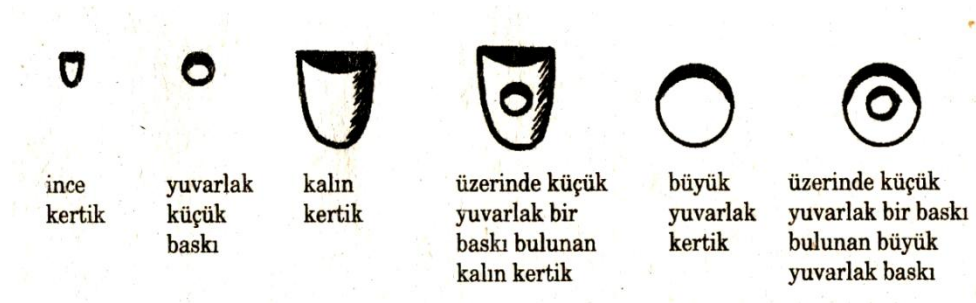 ince
kertik
yuvarlak
küçük
baskı
kalın
kertik
üzerinde küçük
yuvarlak bir
baskı bulunan
kalın kertik
büyük
yuvarlak
kertik
üzerinde küçük
yuvarlak bir baskı
bulunan büyük
yuvarlak baskı